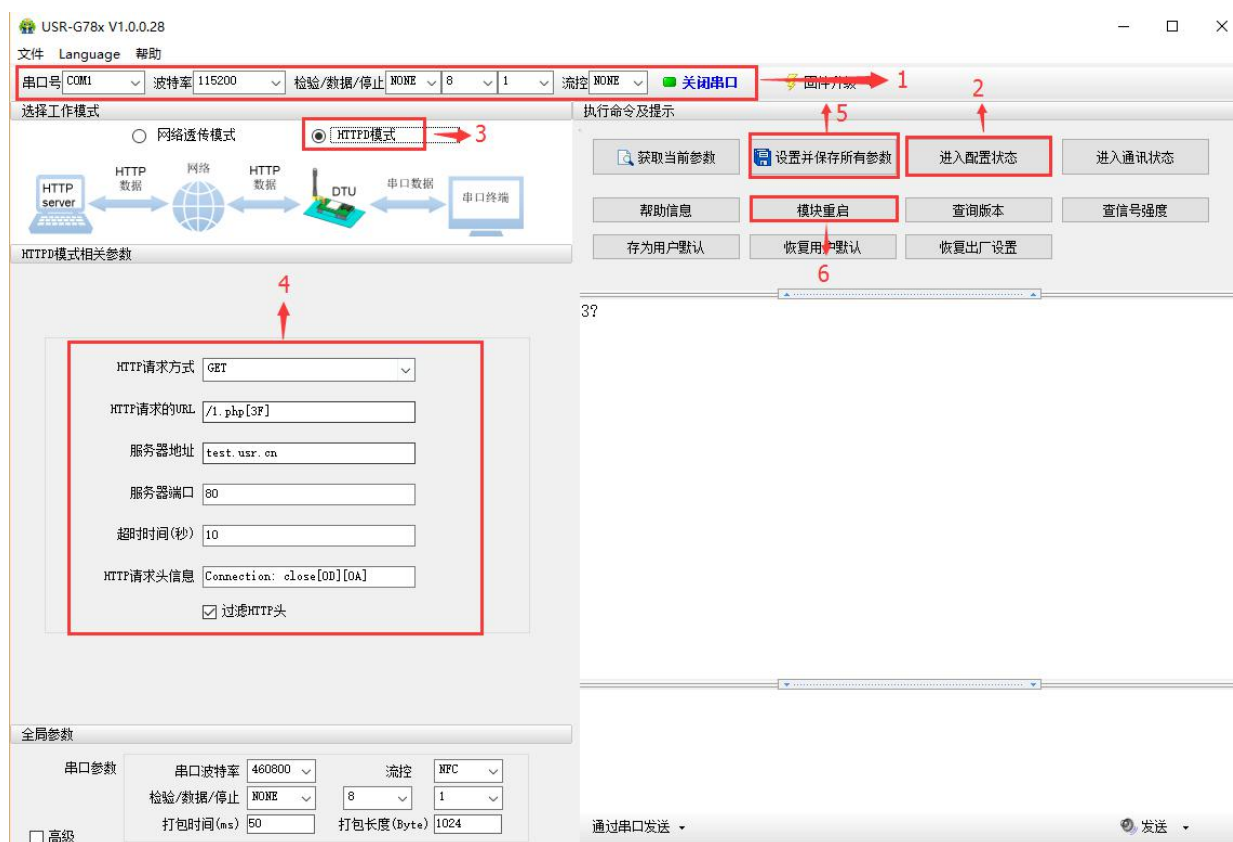 USR-G78x V1.0.0.28
文件 Language 帮助
串口号 COM1 波特率 115200 检验/数据/停止 NONE 8 1 流控 NONE 关闭串口 固件升级 1
选择工作模式
网络透传模式 HTTPD模式 3
HTTP server
HTTP 数据
网络
HTTP 数据
DTU
串口数据
串口终端
HTTPD模式相关参数
4
HTTP请求方式 GET
HTTP请求的URL /1.php[3F]
服务器地址 test.usr.cn
服务器端口 80
超时时间(秒) 10
HTTP请求头信息 Connection: close[0D][0A]
过滤HTTP头
全局参数
串口参数 串口波特率 460800 流控 NFC
检验/数据/停止 NONE 8 1
打包时间(ms) 50 打包长度(Byte) 1024
高级
执行命令及提示
5 2
获取当前参数 设置并保存所有参数 进入配置状态 进入通讯状态
帮助信息 模块重启 查询版本 查信号强度
存为用户默认 恢复用户默认 恢复出厂设置
6
3?
通过串口发送 发送